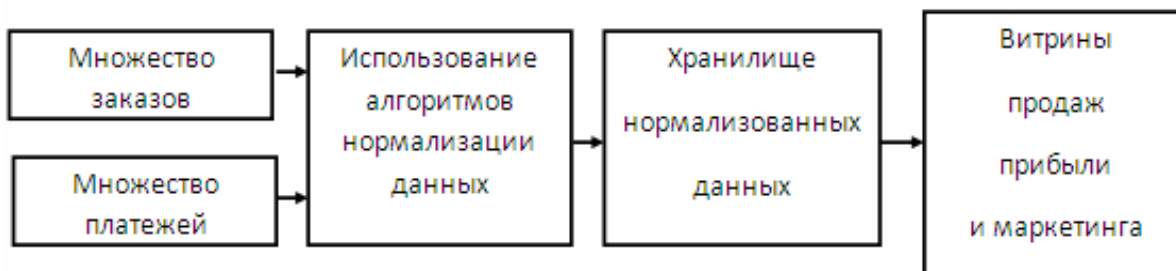 Множество
заказов
Множество
платежей
Использование
алгоритмов
нормализации
данных
Хранилище
нормализованных
данных
Витрины
продаж
прибыли
и маркетинга